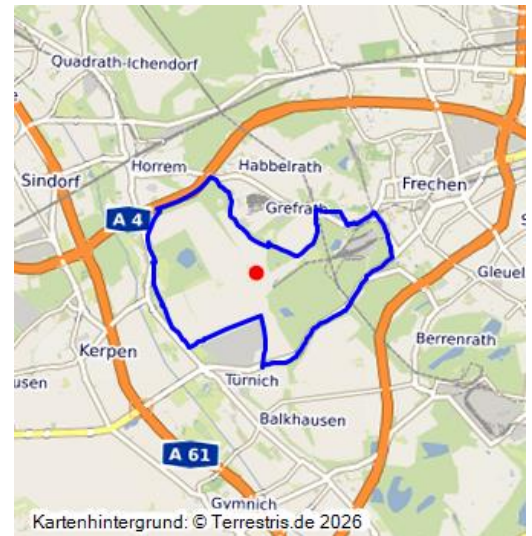 Quadrath-Ichendorf
Horrem
Habbelrath
Sindorf
Frechen
Grefrath
A 4
Gleuel
Berrenrath
Kerpen
Türnich
usen
Balkhausen
A 61
Gymnich
Kartenhintergrund: © Terrestris.de 2026